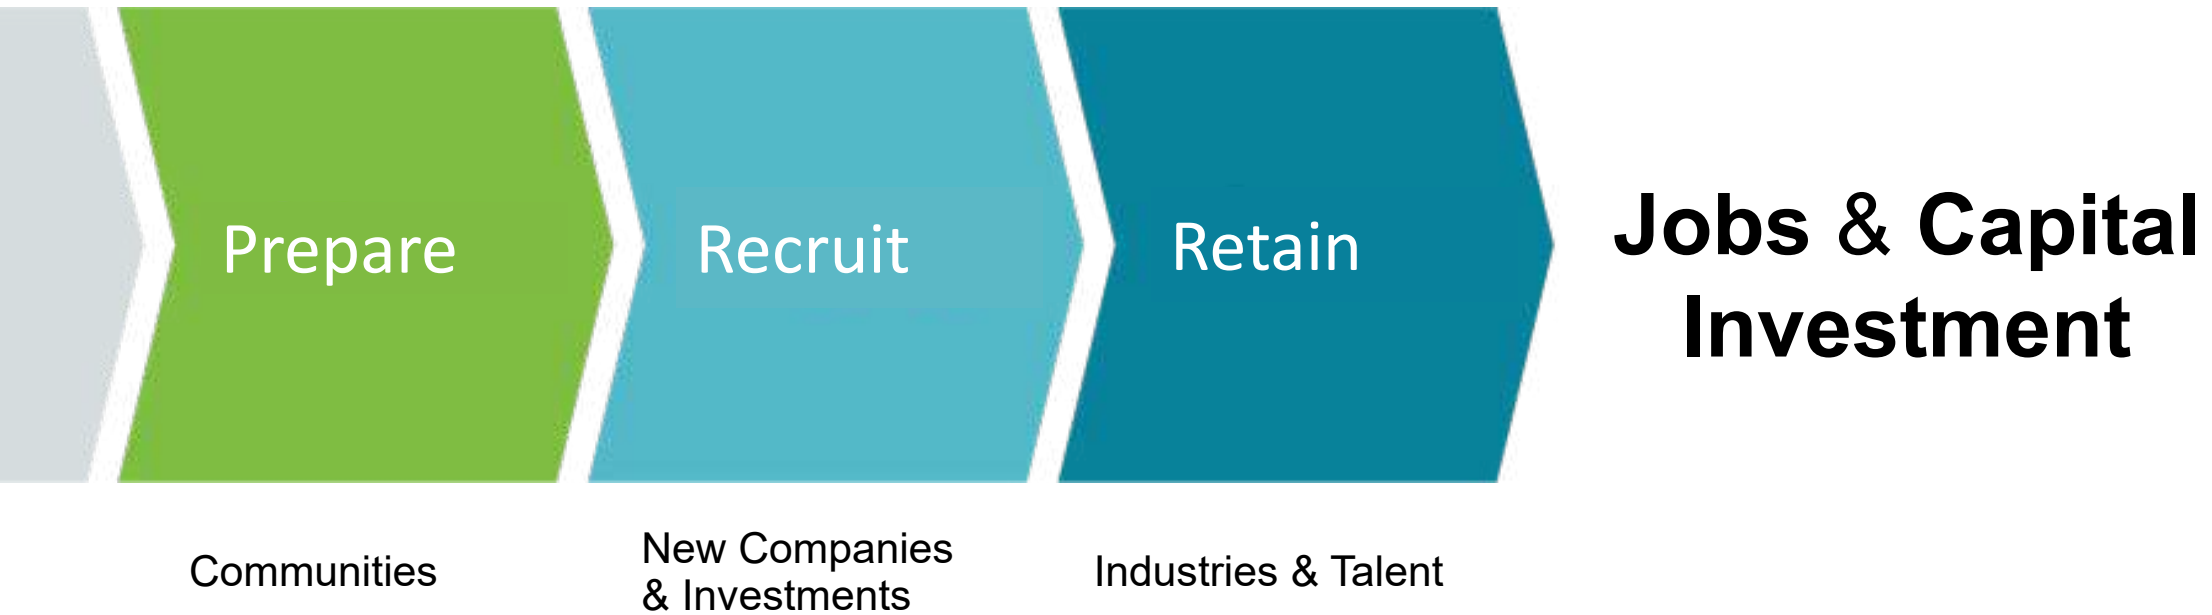 Prepare
Recruit
Retain
Jobs & Capital
Investment
Communities
New Companies
& Investments
Industries & Talent